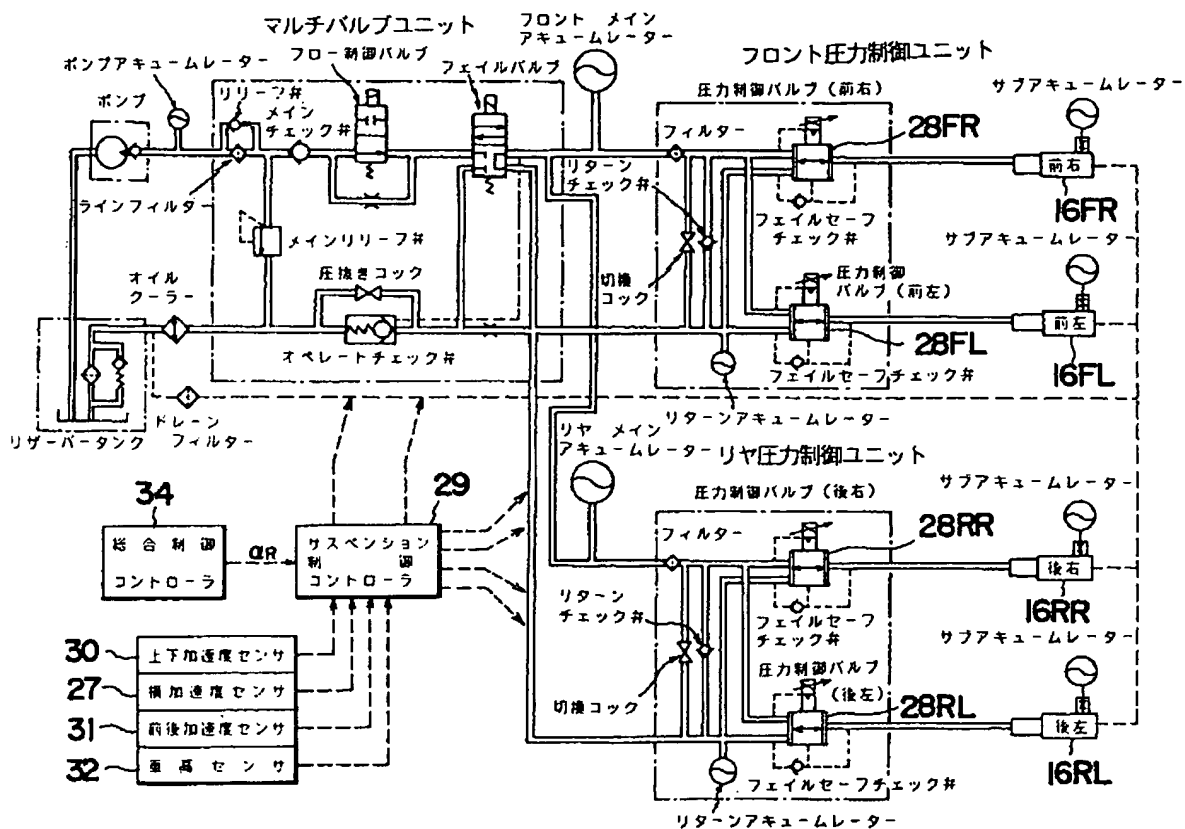 マルチバルブユニット
フロー制御バルブ
フェイルバルブ
フロント メイン
アキュームレーター
フロント圧力制御ユニット
ポンプアキュームレーター
リリーフ弁
メイン
チェック弁
ポンプ
圧力制御バルブ(前右)
28FR
サブアキュームレーター
フィルター
リターン
チェック弁
前右
16FR
ラインフィルター
メインリリーフ弁
フェイルセーフ
チェック弁
サブアキュームレーター
オイル
クーラー
圧抜きコック
切換
コック
圧力制御
バルブ(前左)
前左
16FL
オペレートチェック弁
28FL
フェイルセーフチェック弁
リザーバータンク
ドレーン
フィルター
リターンアキュームレーター
リヤ メイン
アキュームレーター
リヤ圧力制御ユニット
圧力制御バルブ(後右)
サブアキュームレーター
34
総合制御
コントローラ
αR
29
サスペンション
制御
コントローラ
フィルター
28RR
後右
16RR
リターン
チェック弁
フェイルセーフ
チェック弁
サブアキュームレーター
30
上下加速度センサ
27
横加速度センサ
31
前後加速度センサ
32
車高センサ
切換コック
圧力制御バルブ
(後左)
28RL
後左
16RL
フェイルセーフチェック弁
リターンアキュームレーター